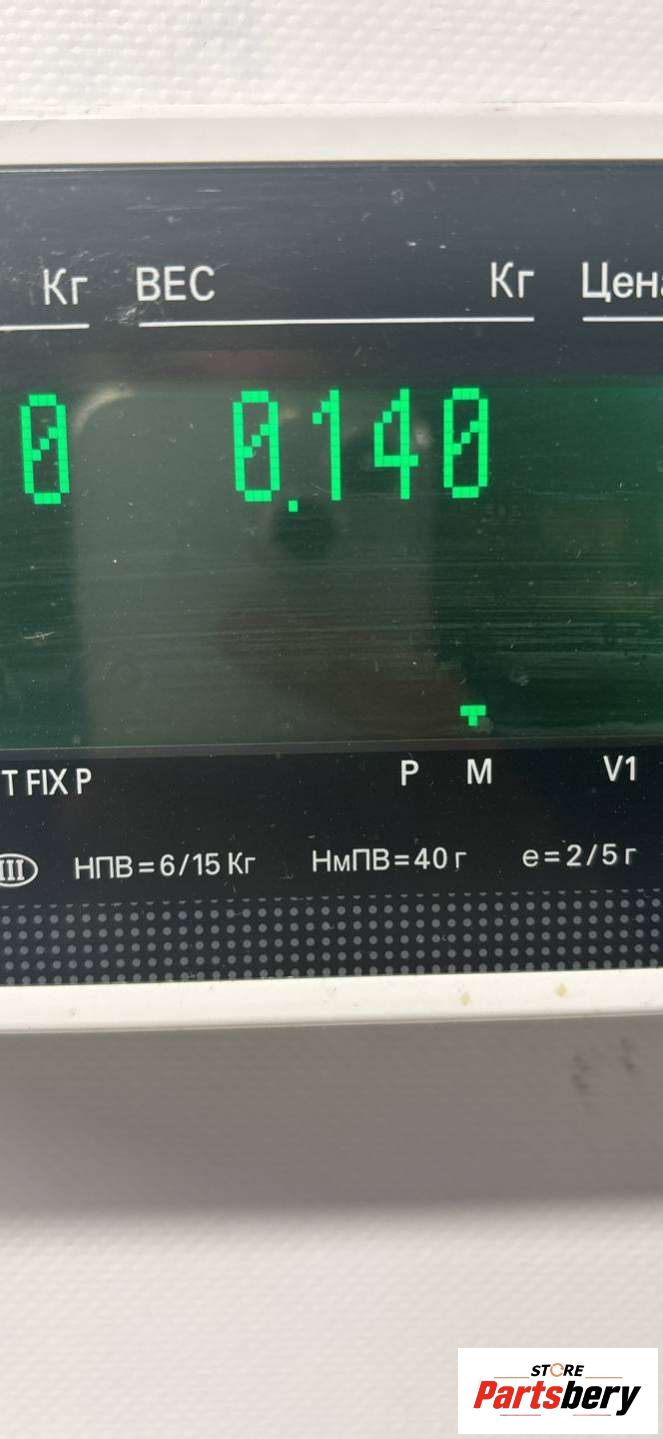 Кг ВЕС Кг Цена
0 0.140
T FIX P P M V1
III НПВ=6/15 Кг НмПВ=40 г e=2/5 г
STORE
Partsbery